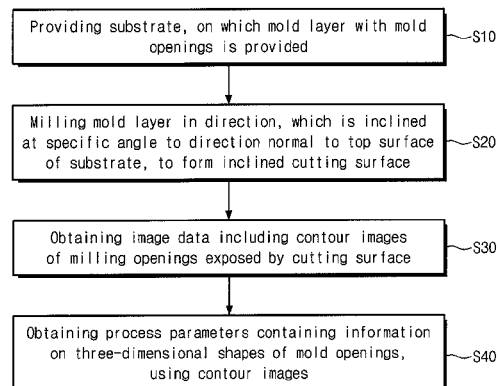 Providing substrate, on which mold layer with mold
openings is provided
S10
Milling mold layer in direction, which is inclined
at specific angle to direction normal to top surface
of substrate, to form inclined cutting surface
S20
Obtaining image data including contour images
of milling openings exposed by cutting surface
S30
Obtaining process parameters containing information
on three-dimensional shapes of mold openings,
using contour images
S40